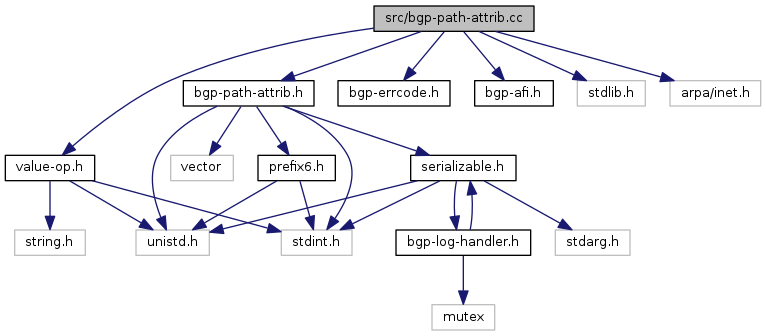 src/bgp-path-attrib.cc
bgp-path-attrib.h
bgp-errcode.h
bgp-afi.h
stdlib.h
arpa/inet.h
value-op.h
vector
prefix6.h
serializable.h
string.h
unistd.h
stdint.h
bgp-log-handler.h
stdarg.h
mutex